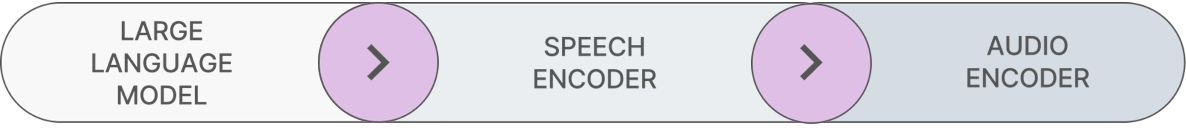 LARGE
LANGUAGE
MODEL
SPEECH
ENCODER
AUDIO
ENCODER